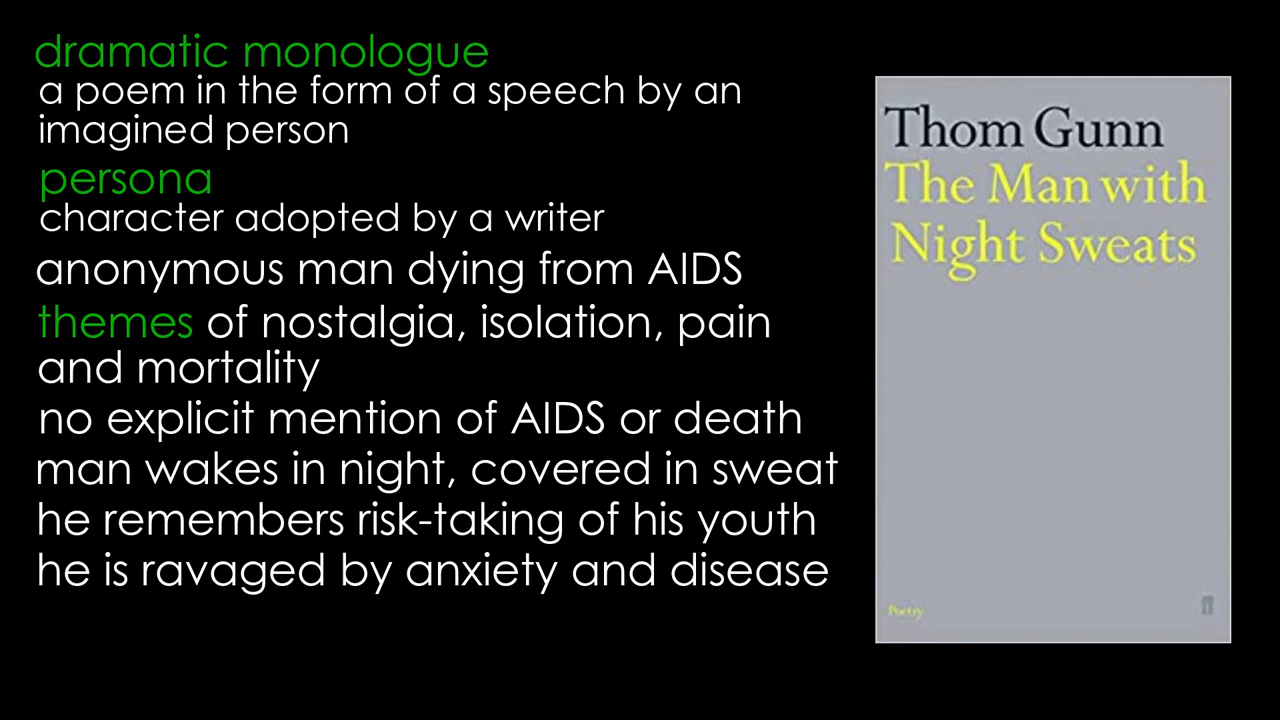 dramatic monologue
a poem in the form of a speech by an
imagined person
persona
character adopted by a writer
anonymous man dying from AIDS
themes of nostalgia, isolation, pain
and mortality
no explicit mention of AIDS or death
man wakes in night, covered in sweat
he remembers risk-taking of his youth
he is ravaged by anxiety and disease
Thom Gunn
The Man with
Night Sweats
Poetry
ff